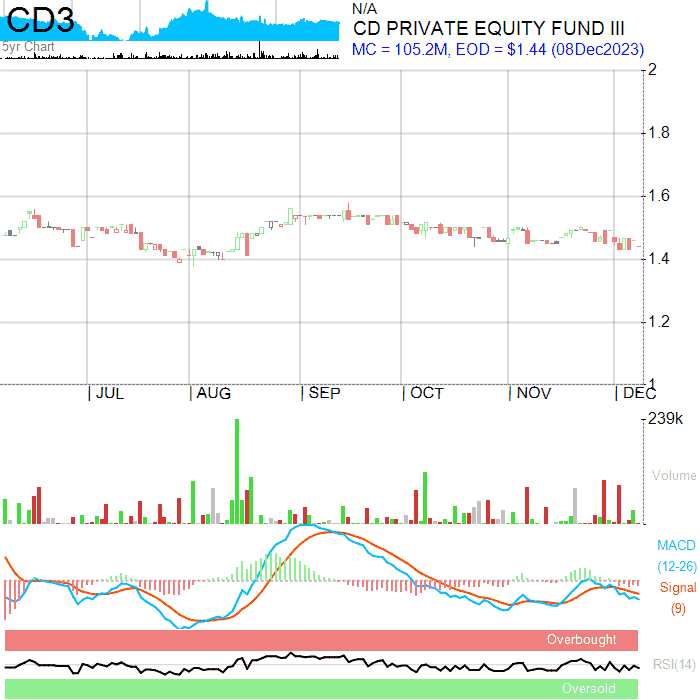 CD3
5yr Chart
N/A
CD PRIVATE EQUITY FUND III
MC = 105.2M, EOD = $1.44 (08Dec2023)
2
1.8
1.6
1.4
1.2
1
JUL AUG SEP OCT NOV DEC
239k
Volume
MACD
(12-26)
Signal
(9)
Overbought
RSI(14)
Oversold